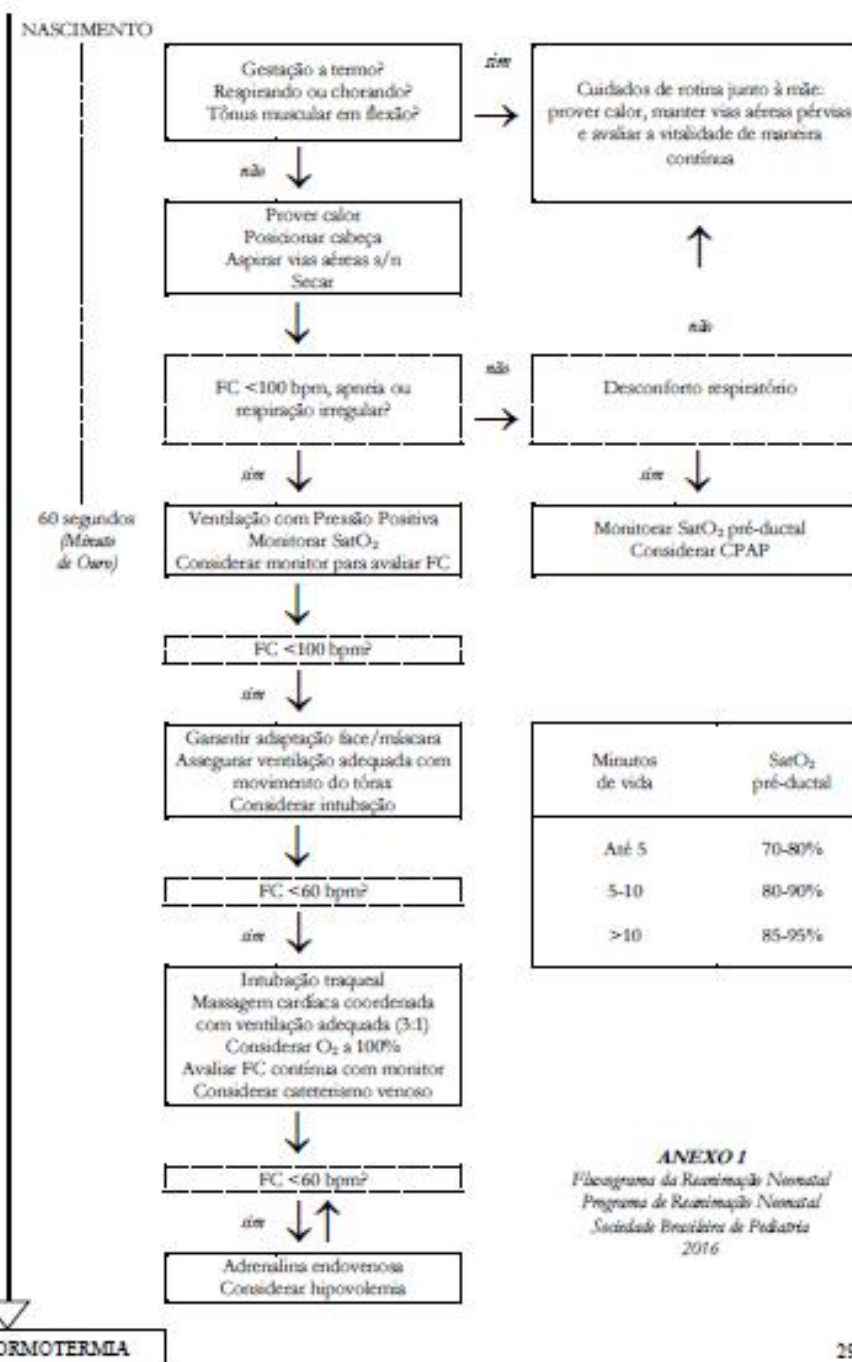 NASCIMENTO
Gestação a termo?
Respirando ou chorando?
Tônus muscular em flexão?
sim
Cuidados de rotina junto à mãe:
prover calor, manter vias aéreas pérvias
e avaliar a vitalidade de maneira
contínua
não
Prover calor
Posicionar cabeça
Aspirar vias aéreas s/n
Secar
não
FC <100 bpm, apneia ou
respiração irregular?
não
Desconforto respiratório
sim
sim
60 segundos
(Minuto
de Ouro)
Ventilação com Pressão Positiva
Monitorar SatO₂
Considerar monitor para avaliar FC
Monitorar SatO₂ pré-ductal
Considerar CPAP
FC <100 bpm?
sim
Garantir adaptação face/máscara
Assegurar ventilação adequada com
movimento do tórax
Considerar intubação
Minutos
de vida
SatO₂
pré-ductal
Até 5 70-80%
5-10 80-90%
>10 85-95%
FC <60 bpm?
sim
Intubação traqueal
Massagem cardíaca coordenada
com ventilação adequada (3:1)
Considerar O₂ a 100%
Avaliar FC contínua com monitor
Considerar cateterismo venoso
FC <60 bpm?
sim
Adrenalina endovenosa
Considerar hipovolemia
ANEXO 1
Fluxograma da Reanimação Neonatal
Programa de Reanimação Neonatal
Sociedade Brasileira de Pediatria
2016
ORMOTERMIA
29